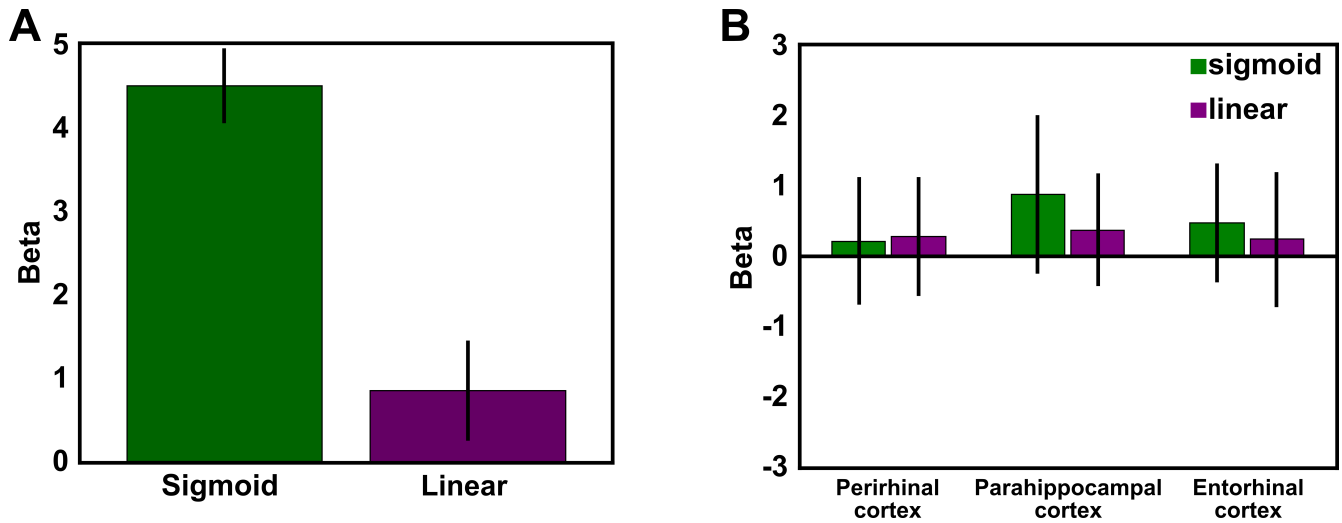 A
5
4
3
2
1
0
Beta
Sigmoid
Linear
B
3
2
1
0
-1
-2
-3
Beta
sigmoid
linear
Perirhinal
cortex
Parahippocampal
cortex
Entorhinal
cortex